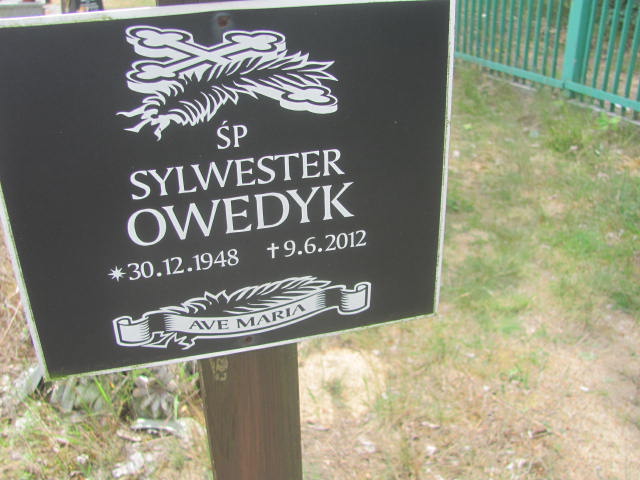 ŚP
SYLWESTER
OWEDYK
*30.12.1948 †9.6.2012
AVE MARIA